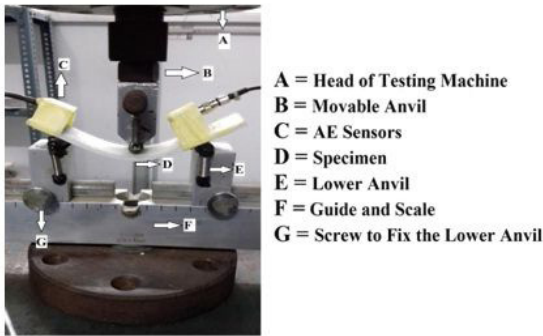 A
B
C
D
E
F
G
A = Head of Testing Machine
B = Movable Anvil
C = AE Sensors
D = Specimen
E = Lower Anvil
F = Guide and Scale
G = Screw to Fix the Lower Anvil